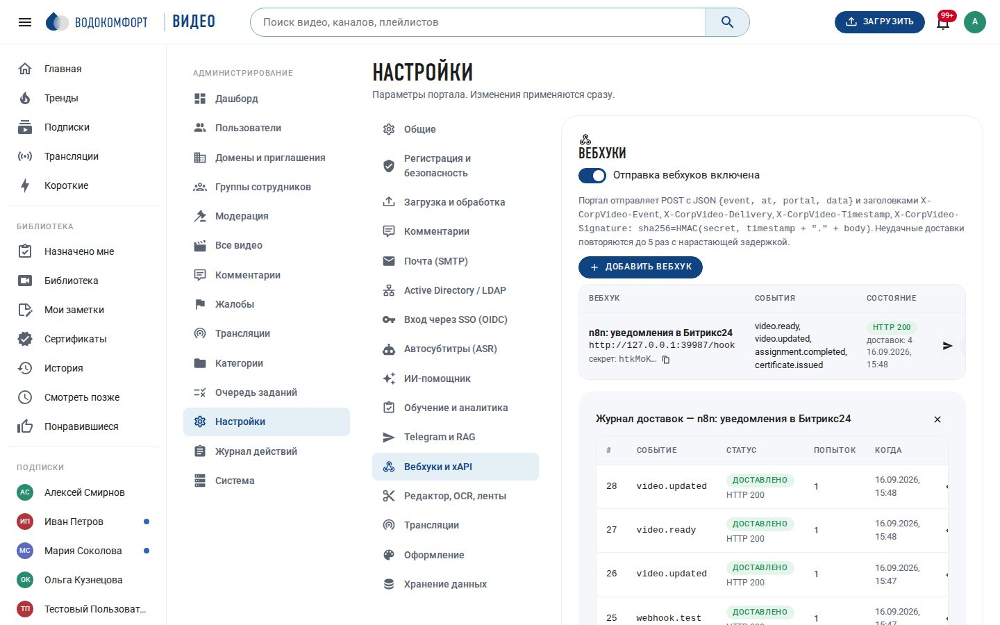 ВОДОКОМФОРТ
ВИДЕО
Поиск видео, каналов, плейлистов
ЗАГРУЗИТЬ
99+
А
Главная
Тренды
Подписки
Трансляции
Короткие
БИБЛИОТЕКА
Назначено мне
Библиотека
Мои заметки
Сертификаты
История
Смотреть позже
Понравившиеся
ПОДПИСКИ
АС Алексей Смирнов
ИП Иван Петров
МС Мария Соколова
ОК Ольга Кузнецова
ТП Тестовый Пользоват...
АДМИНИСТРИРОВАНИЕ
Дашборд
Пользователи
Домены и приглашения
Группы сотрудников
Модерация
Все видео
Комментарии
Жалобы
Трансляции
Категории
Очередь заданий
Настройки
Журнал действий
Система
НАСТРОЙКИ
Параметры портала. Изменения применяются сразу.
Общие
Регистрация и
безопасность
Загрузка и обработка
Комментарии
Почта (SMTP)
Active Directory / LDAP
Вход через SSO (OIDC)
Автосубтитры (ASR)
ИИ-помощник
Обучение и аналитика
Telegram и RAG
Вебхуки и xAPI
Редактор, OCR, ленты
Трансляции
Оформление
Хранение данных
ВЕБХУКИ
Отправка вебхуков включена
Портал отправляет POST с JSON {event, at, portal, data} и заголовками X-
CorpVideo-Event, X-CorpVideo-Delivery, X-CorpVideo-Timestamp, X-CorpVideo-
Signature: sha256=HMAC(secret, timestamp + "." + body). Неудачные доставки
повторяются до 5 раз с нарастающей задержкой.
ДОБАВИТЬ ВЕБХУК
ВЕБХУК СОБЫТИЯ СОСТОЯНИЕ
n8n: уведомления в Битрикс24
http://127.0.0.1:39987/hook
секрет: htkMoK…
video.ready,
video.updated,
assignment.completed,
certificate.issued
HTTP 200
доставок: 4
16.09.2026,
15:48
Журнал доставок — n8n: уведомления в Битрикс24
# СОБЫТИЕ СТАТУС ПОПЫТОК КОГДА
28 video.updated ДОСТАВЛЕНО HTTP 200 1 16.09.2026, 15:48
27 video.ready ДОСТАВЛЕНО HTTP 200 1 16.09.2026, 15:48
26 video.updated ДОСТАВЛЕНО HTTP 200 1 16.09.2026, 15:47
25 webhook.test ДОСТАВЛЕНО HTTP 200 1 16.09.2026, 15:47